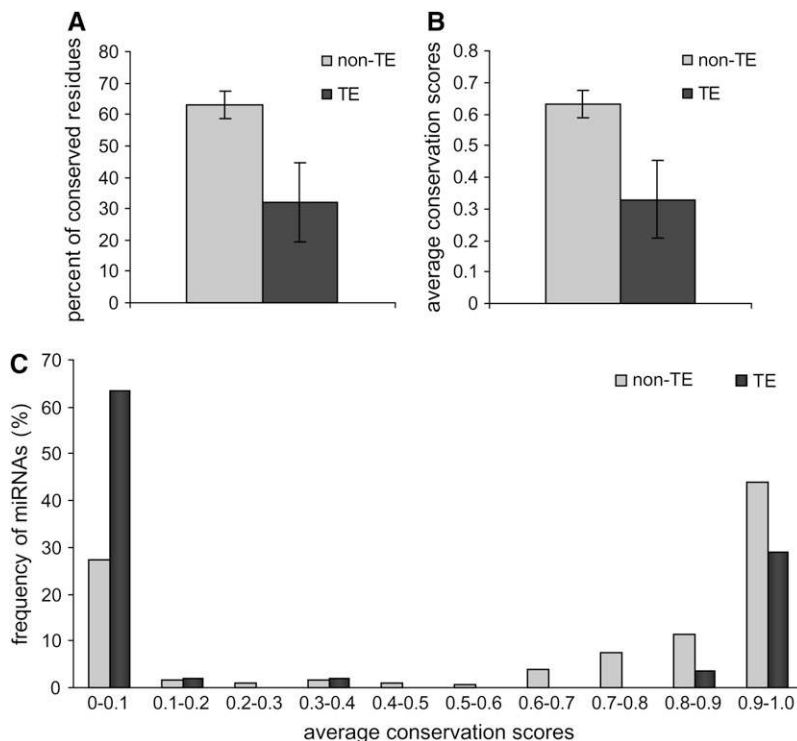 A
percent of conserved residues
80
70
60
50
40
30
20
10
0
non-TE
TE
B
average conservation scores
0.8
0.7
0.6
0.5
0.4
0.3
0.2
0.1
0
non-TE
TE
C
frequency of miRNAs (%)
70
60
50
40
30
20
10
0
non-TE TE
0-0.1 0.1-0.2 0.2-0.3 0.3-0.4 0.4-0.5 0.5-0.6 0.6-0.7 0.7-0.8 0.8-0.9 0.9-1.0
average conservation scores